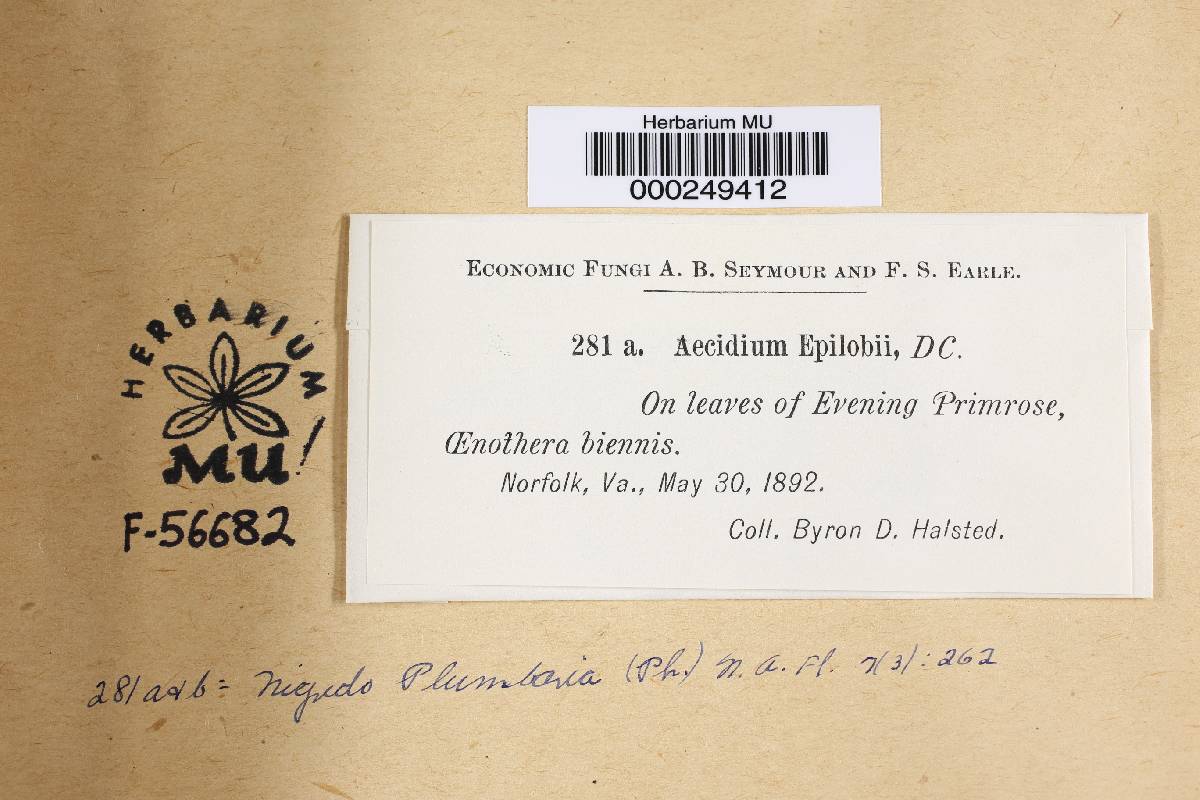 Herbarium MU
000249412
ECONOMIC FUNGI A. B. SEYMOUR AND F. S. EARLE.
281 a. Aecidium Epilobii, DC.
On leaves of Evening Primrose,
Œnothera biennis.
Norfolk, Va., May 30, 1892.
Coll. Byron D. Halsted.
HERBARIUM
MU!
F-56682
281 a & b = Nigredo Plumbaria (Pk.) N. A. Fl. 7(3): 262